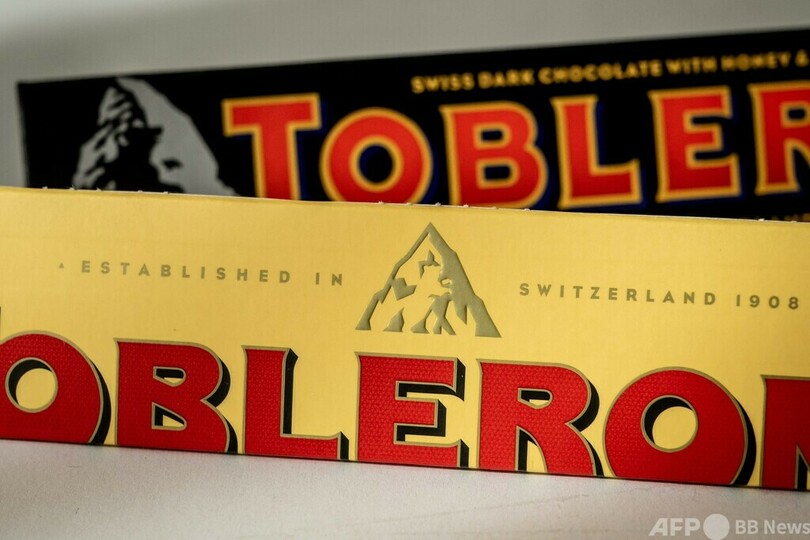 SWISS DARK CHOCOLATE WITH HONEY &
TOBLER
ESTABLISHED IN SWITZERLAND 1908
OBLERON
AFP BB News